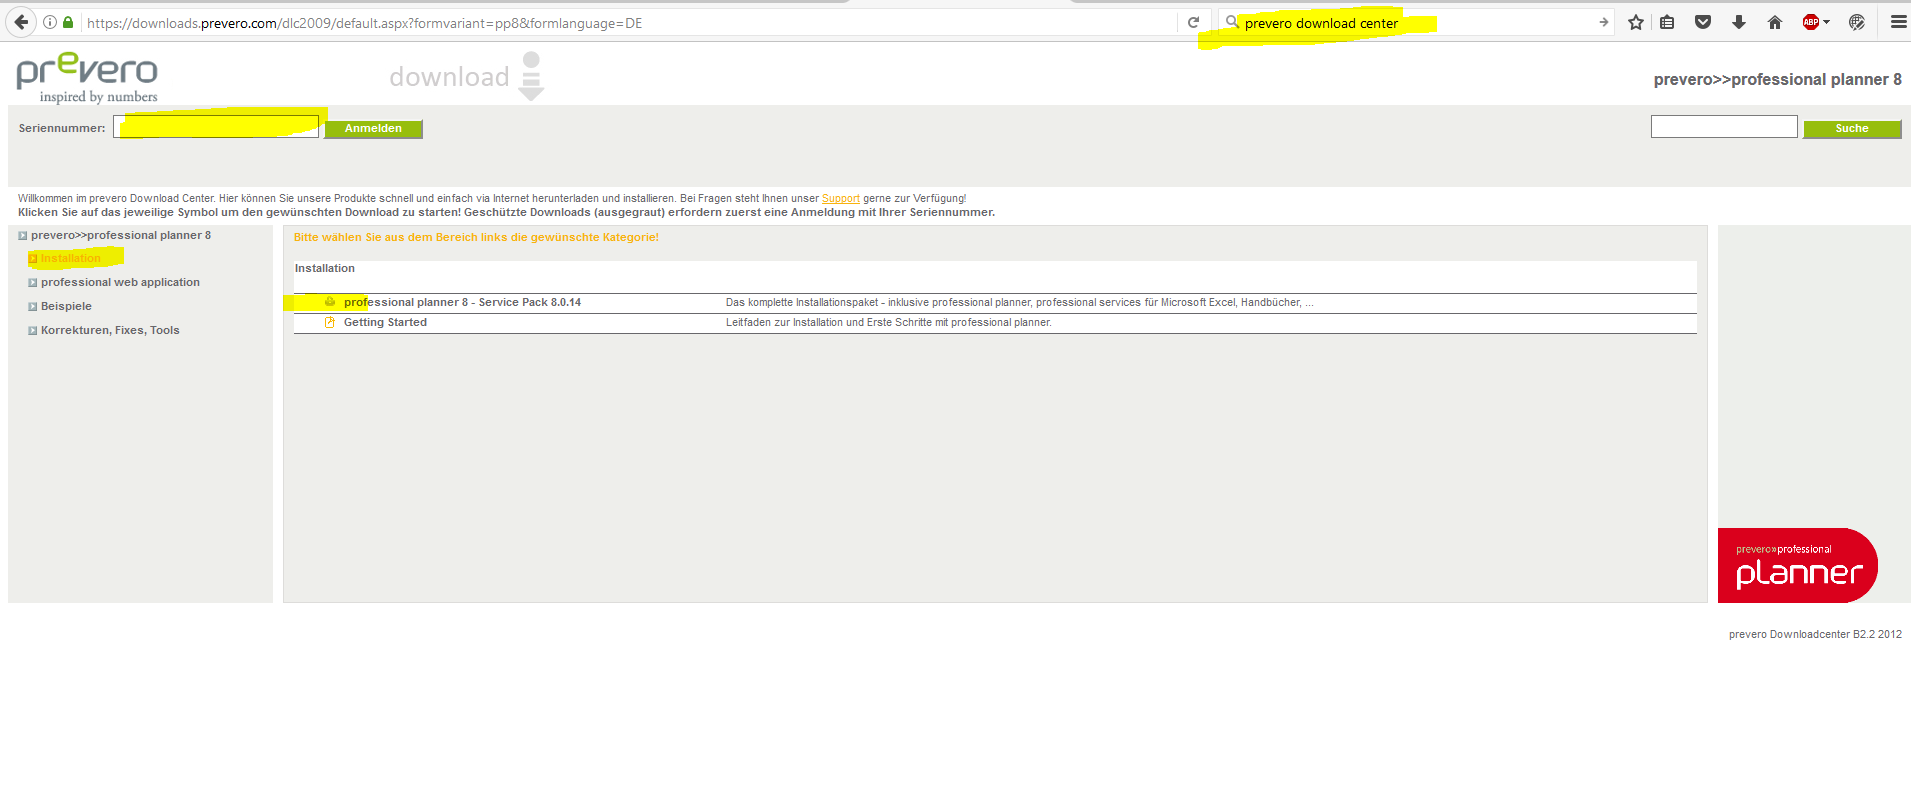 https://downloads.prevero.com/dlc2009/default.aspx?formvariant=pp8&formlanguage=DE
prevero download center
ABP
prevero
inspired by numbers
download
prevero>>professional planner 8
Seriennummer:
Anmelden
Suche
Willkommen im prevero Download Center. Hier können Sie unsere Produkte schnell und einfach via Internet herunterladen und installieren. Bei Fragen steht Ihnen unser Support gerne zur Verfügung!
Klicken Sie auf das jeweilige Symbol um den gewünschten Download zu starten! Geschützte Downloads (ausgegraut) erfordern zuerst eine Anmeldung mit Ihrer Seriennummer.
prevero>>professional planner 8
Installation
professional web application
Beispiele
Korrekturen, Fixes, Tools
Bitte wählen Sie aus dem Bereich links die gewünschte Kategorie!
Installation
professional planner 8 - Service Pack 8.0.14 Das komplette Installationspaket - inklusive professional planner, professional services für Microsoft Excel, Handbücher, ...
Getting Started Leitfaden zur Installation und Erste Schritte mit professional planner.
prevero»professional
planner
prevero Downloadcenter B2.2 2012